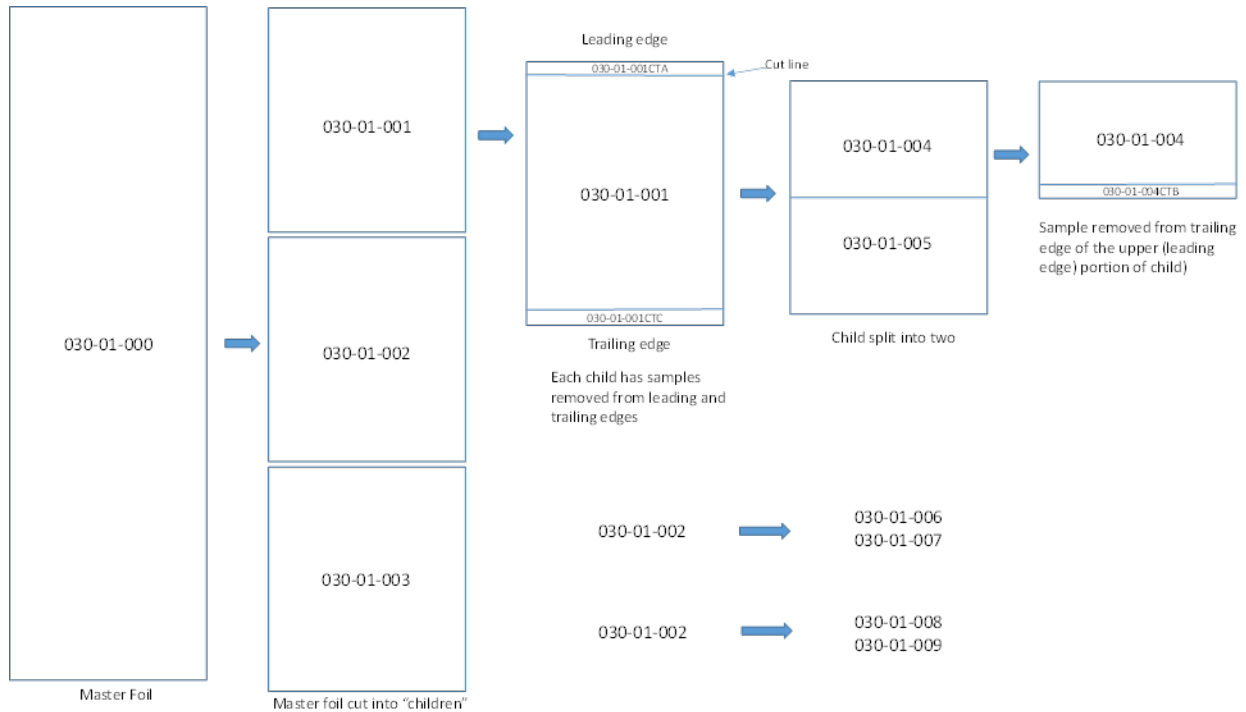 030-01-000
Master Foil
030-01-001
030-01-002
030-01-003
Master foil cut into "children"
Leading edge
030-01-001CTA
Cut line
030-01-001
030-01-001CTC
Trailing edge
Each child has samples
removed from leading and
trailing edges
030-01-004
030-01-005
Child split into two
030-01-004
030-01-004CTB
Sample removed from trailing
edge of the upper (leading
edge) portion of child)
030-01-002
030-01-006
030-01-007
030-01-002
030-01-008
030-01-009